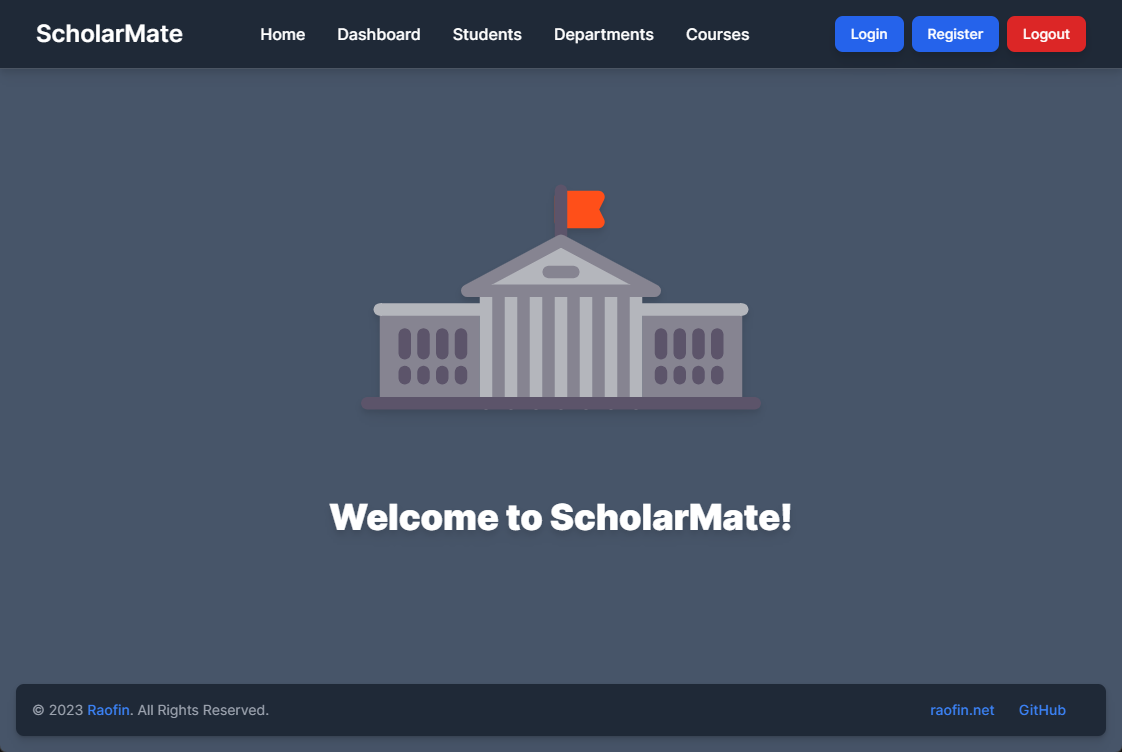 ScholarMate Home Dashboard Students Departments Courses Login Register Logout
Welcome to ScholarMate!
© 2023 Raofin. All Rights Reserved. raofin.net GitHub